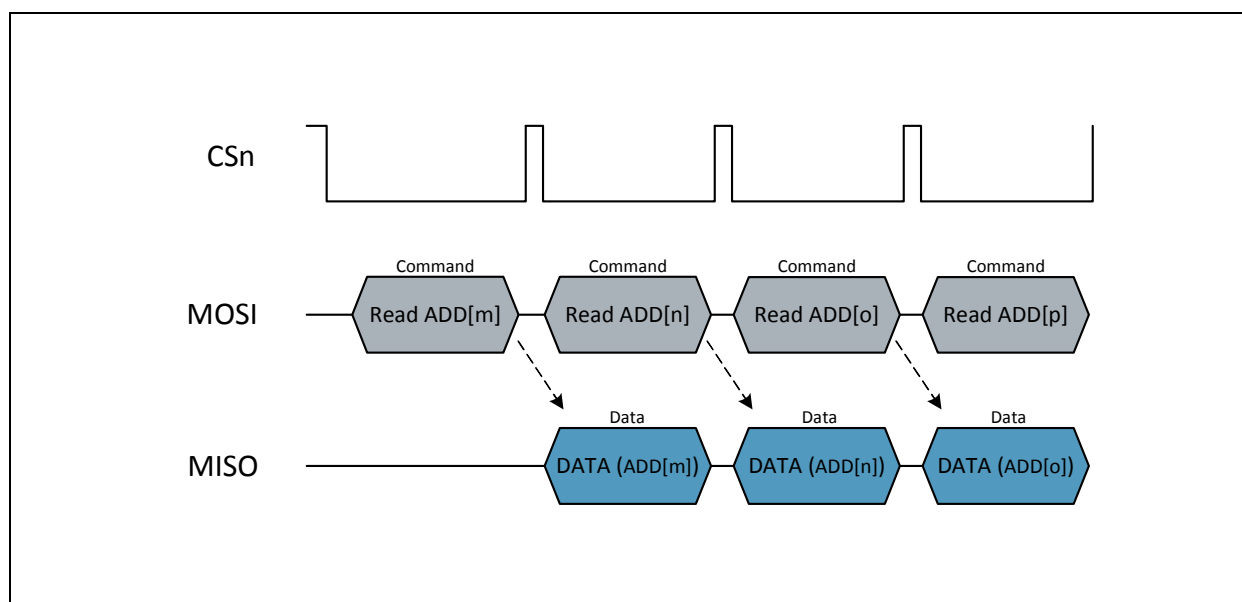 CSn
Command Command Command Command
MOSI Read ADD[m] Read ADD[n] Read ADD[o] Read ADD[p]
Data Data Data
MISO DATA (ADD[m]) DATA (ADD[n]) DATA (ADD[o])